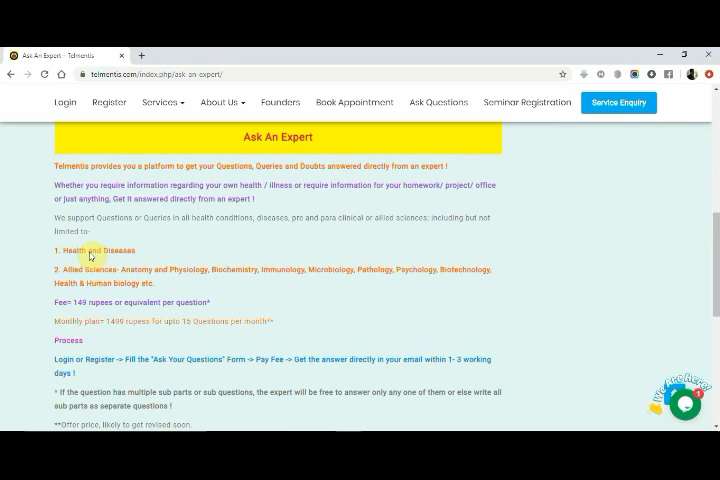 Ask An Expert - Telmentis
telmentis.com/index.php/ask-an-expert/
Login Register Services About Us Founders Book Appointment Ask Questions Seminar Registration Service Enquiry
Ask An Expert
Telmentis provides you a platform to get your Questions, Queries and Doubts answered directly from an expert !
Whether you require information regarding your own health / illness or require information for your homework/ project/ office
or just anything, Get it answered directly from an expert !
We support Questions or Queries in all health conditions, diseases, pre and para clinical or allied sciences; including but not
limited to-
1. Health and Diseases
2. Allied Sciences- Anatomy and Physiology, Biochemistry, Immunology, Microbiology, Pathology, Psychology, Biotechnology,
Health & Human biology etc.
Fee= 149 rupees or equivalent per question*
Monthly plan= 1499 rupees for upto 15 Questions per month**
Process
Login or Register -> Fill the "Ask Your Questions" Form -> Pay Fee -> Get the answer directly in your email within 1- 3 working
days !
* If the question has multiple sub parts or sub questions, the expert will be free to answer only any one of them or else write all
sub parts as separate questions !
**Offer price, likely to get revised soon.
We Are Here!
1